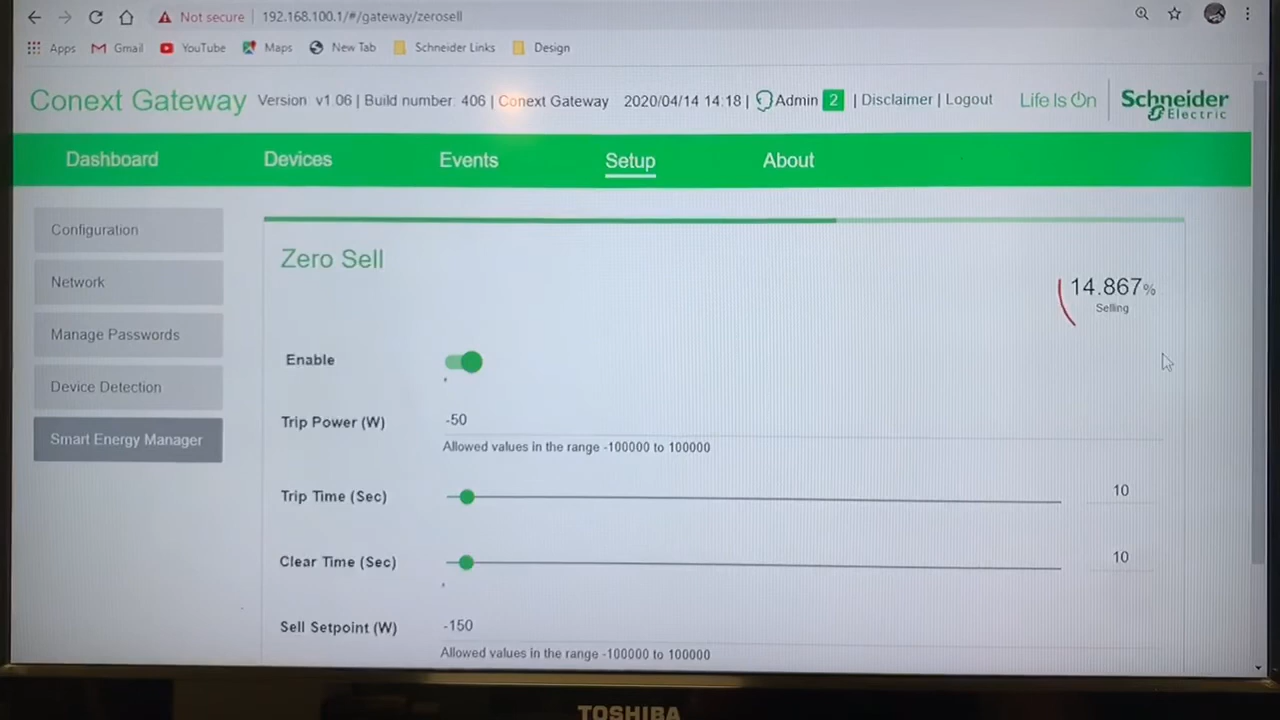 Not secure | 192.168.100.1/#/gateway/zerosell
Apps Gmail YouTube Maps New Tab Schneider Links Design
Conext Gateway Version: v1.06 | Build number: 406 | Conext Gateway 2020/04/14 14:18 | Admin 2 | Disclaimer | Logout Life Is On Schneider Electric
Dashboard Devices Events Setup About
Configuration
Network
Manage Passwords
Device Detection
Smart Energy Manager
Zero Sell
14.867%
Selling
Enable
Trip Power (W) -50
Allowed values in the range -100000 to 100000
Trip Time (Sec) 10
Clear Time (Sec) 10
Sell Setpoint (W) -150
Allowed values in the range -100000 to 100000
TOSHIBA